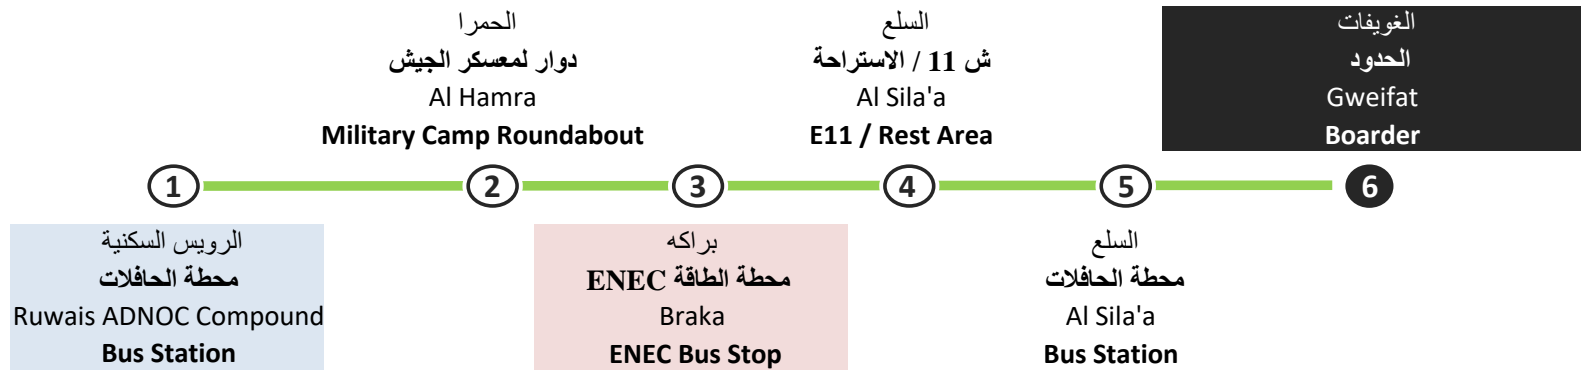 الحمرا
دوار لمعسكر الجيش
Al Hamra
Military Camp Roundabout
السلع
ش 11 / الاستراحة
Al Sila'a
E11 / Rest Area
الغويفات
الحدود
Gweifat
Boarder
1
2
3
4
5
6
الرويس السكنية
محطة الحافلات
Ruwais ADNOC Compound
Bus Station
براكه
محطة الطاقة ENEC
Braka
ENEC Bus Stop
السلع
محطة الحافلات
Al Sila'a
Bus Station